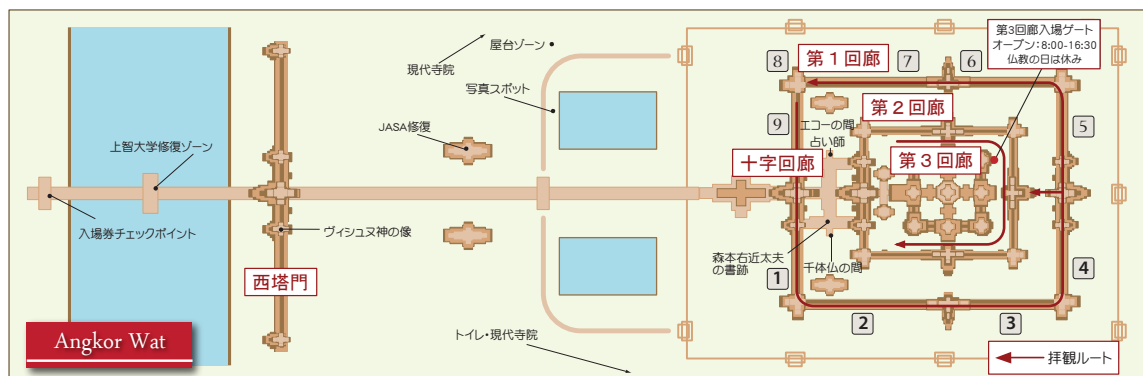 屋台ゾーン
現代寺院
写真スポット
JASA修復
上智大学修復ゾーン
入場券チェックポイント
ヴィシュヌ神の像
西塔門
トイレ・現代寺院
Angkor Wat
第3回廊入場ゲート
オープン：8:00-16:30
仏教の日は休み
8
第１回廊
7
6
第２回廊
9
エコーの間
占い師
5
十字回廊
第３回廊
森本右近太夫
の書跡
千体仏の間
1
4
2
3
拝観ルート